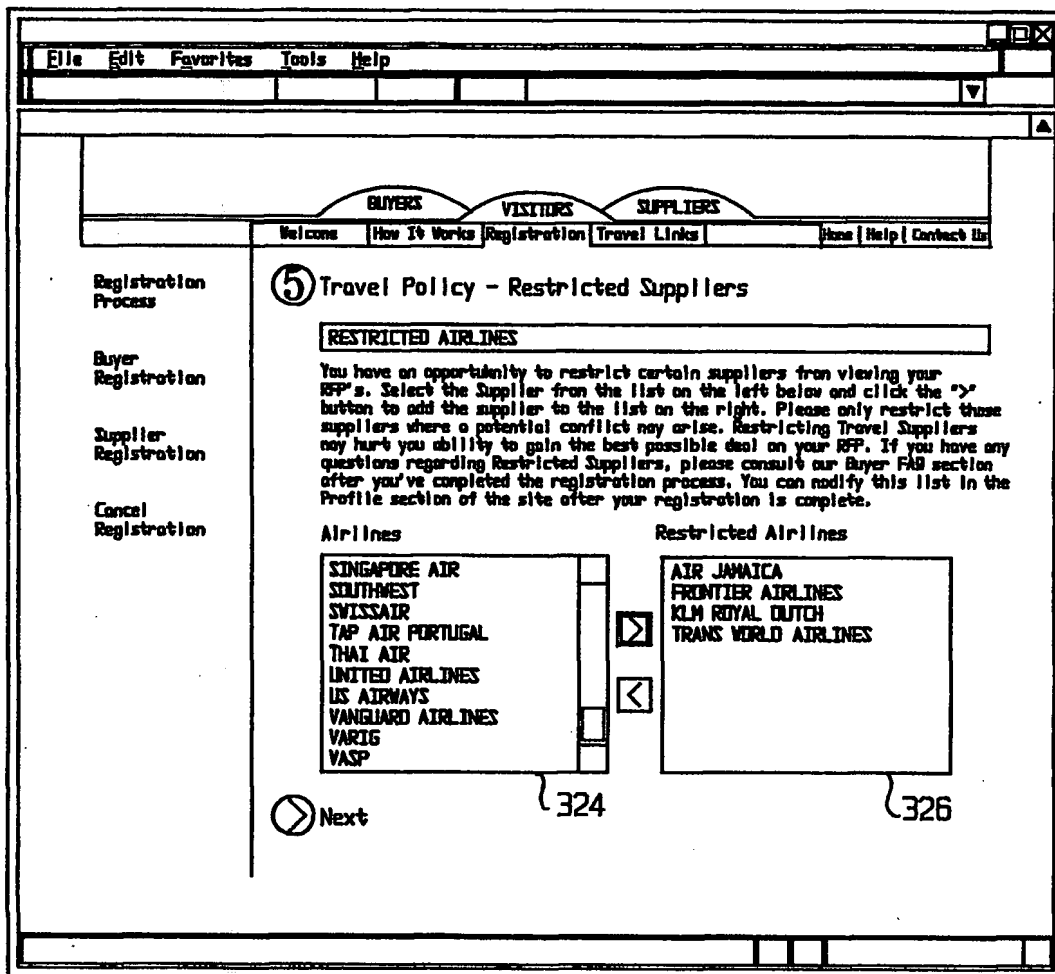 File Edit Favorites Tools Help
BUYERS VISITORS SUPPLIERS
Welcome How It Works Registration Travel Links Home Help Contact Us
Registration
Process
Buyer
Registration
Supplier
Registration
Cancel
Registration
5 Travel Policy - Restricted Suppliers
RESTRICTED AIRLINES
You have an opportunity to restrict certain suppliers from viewing your
RFP's. Select the Supplier from the list on the left below and click the ">"
button to add the supplier to the list on the right. Please only restrict those
suppliers where a potential conflict may arise. Restricting Travel Suppliers
may hurt you ability to gain the best possible deal on your RFP. If you have any
questions regarding Restricted Suppliers, please consult our Buyer FAQ section
after you've completed the registration process. You can modify this list in the
Profile section of the site after your registration is complete.
Airlines
SINGAPORE AIR
SOUTHWEST
SWISSAIR
TAP AIR PORTUGAL
THAI AIR
UNITED AIRLINES
US AIRWAYS
VANGUARD AIRLINES
VARIG
VASP
>
<
Restricted Airlines
AIR JAMAICA
FRONTIER AIRLINES
KLM ROYAL DUTCH
TRANS WORLD AIRLINES
324
326
> Next